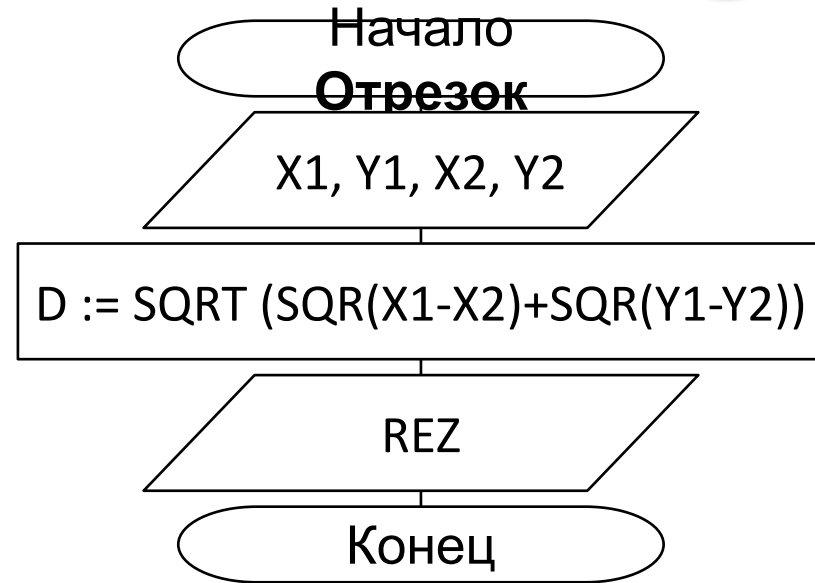 Начало
Отрезок
X1, Y1, X2, Y2
D := SQRT (SQR(X1-X2)+SQR(Y1-Y2))
REZ
Конец